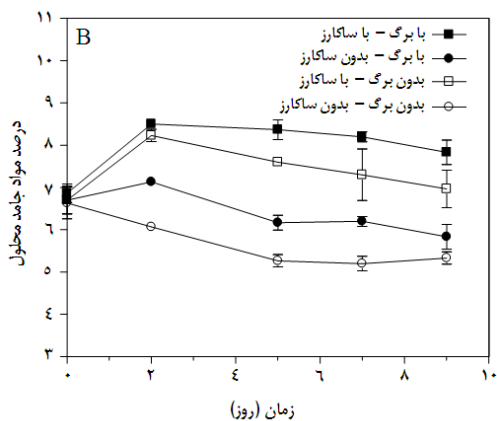 B
با برگ – با ساکارز
با برگ – بدون ساکارز
بدون برگ – با ساکارز
بدون برگ – بدون ساکارز
درصد مواد جامد محلول
۱۱
۱۰
۹
۸
۷
۶
۵
۴
۳
۰ ۲ ۴ ۶ ۸ ۱۰
زمان (روز)